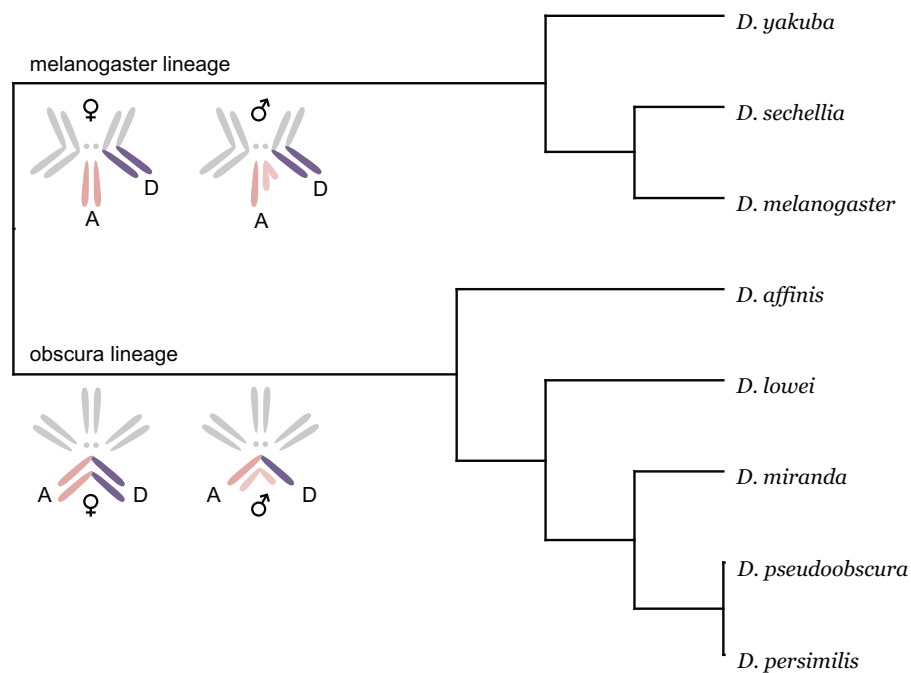 D. yakuba
melanogaster lineage
♀ ♂
D. sechellia
D D
A A
D. melanogaster
D. affinis
obscura lineage
D. lowei
D. miranda
A D A D
♀ ♂
D. pseudoobscura
D. persimilis